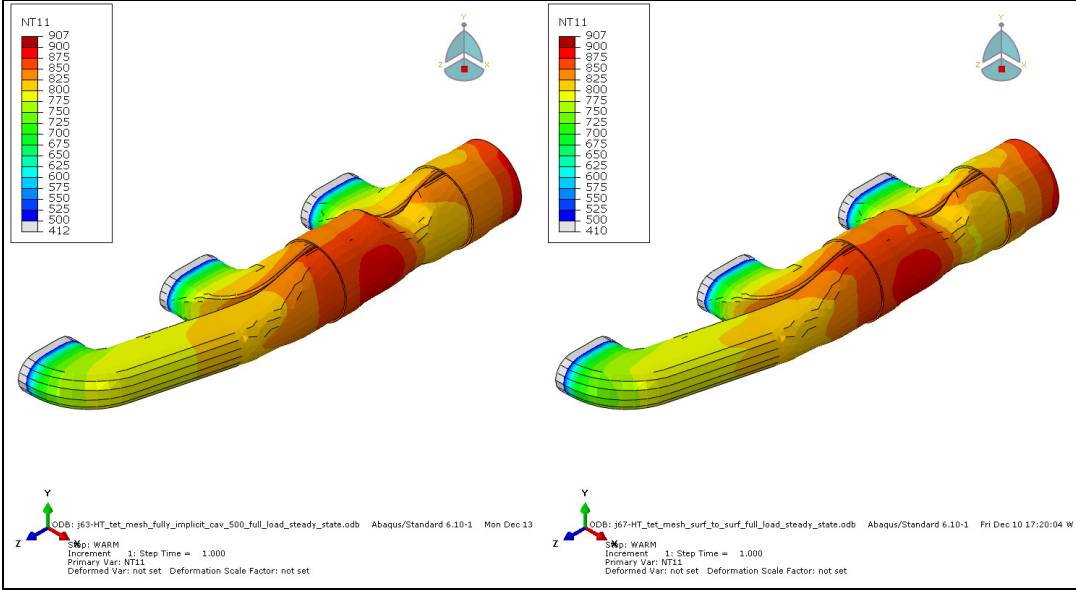 NT11
907
900
875
850
825
800
775
750
725
700
675
650
625
600
575
550
525
500
412
Y
Z
X
Y
Z
X
ODB: j63-HT_tet_mesh_fully_implicit_cav_500_full_load_steady_state.odb Abaqus/Standard 6.10-1 Mon Dec 13
Step: WARM
Increment 1: Step Time = 1.000
Primary Var: NT11
Deformed Var: not set Deformation Scale Factor: not set
NT11
907
900
875
850
825
800
775
750
725
700
675
650
625
600
575
550
525
500
410
Y
Z
X
Y
Z
X
ODB: j67-HT_tet_mesh_surf_to_surf_full_load_steady_state.odb Abaqus/Standard 6.10-1 Fri Dec 10 17:20:04 W
Step: WARM
Increment 1: Step Time = 1.000
Primary Var: NT11
Deformed Var: not set Deformation Scale Factor: not set